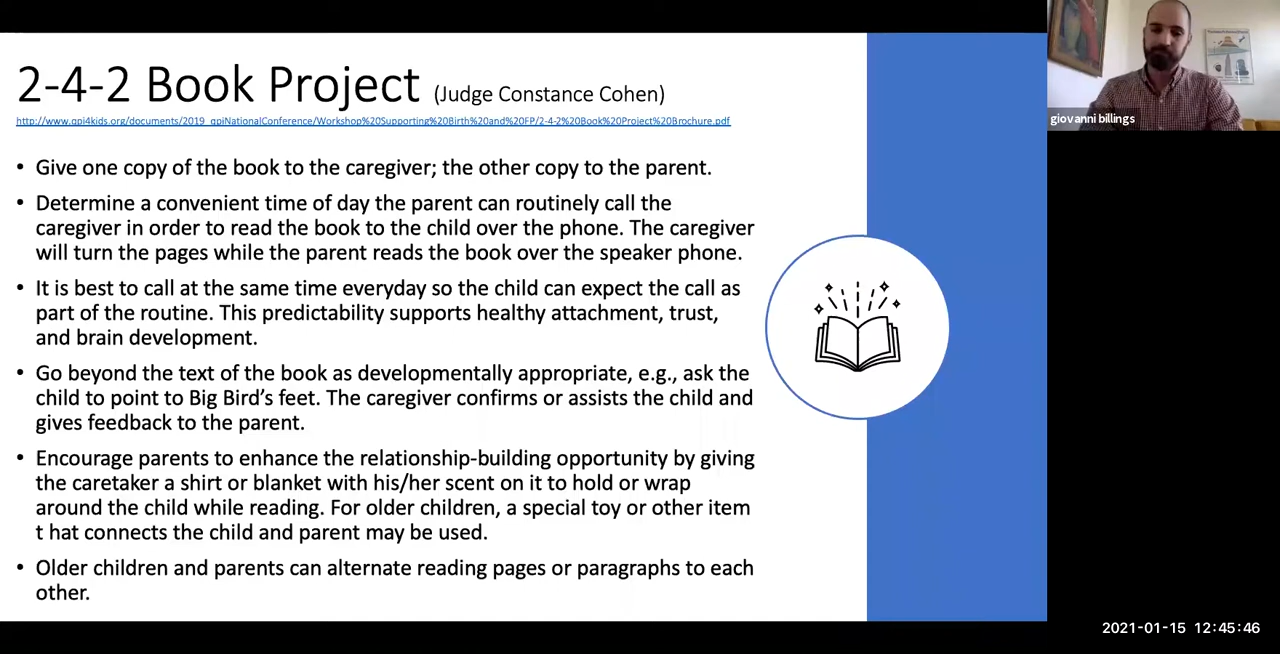 2-4-2 Book Project (Judge Constance Cohen)
http://www.qpi4kids.org/documents/2019_qpiNationalConference/Workshop%20Supporting%20Birth%20and%20FP/2-4-2%20Book%20Project%20Brochure.pdf
• Give one copy of the book to the caregiver; the other copy to the parent.
• Determine a convenient time of day the parent can routinely call the
caregiver in order to read the book to the child over the phone. The caregiver
will turn the pages while the parent reads the book over the speaker phone.
• It is best to call at the same time everyday so the child can expect the call as
part of the routine. This predictability supports healthy attachment, trust,
and brain development.
• Go beyond the text of the book as developmentally appropriate, e.g., ask the
child to point to Big Bird’s feet. The caregiver confirms or assists the child and
gives feedback to the parent.
• Encourage parents to enhance the relationship-building opportunity by giving
the caretaker a shirt or blanket with his/her scent on it to hold or wrap
around the child while reading. For older children, a special toy or other item
t hat connects the child and parent may be used.
• Older children and parents can alternate reading pages or paragraphs to each
other.
giovanni billings
2021-01-15 12:45:46